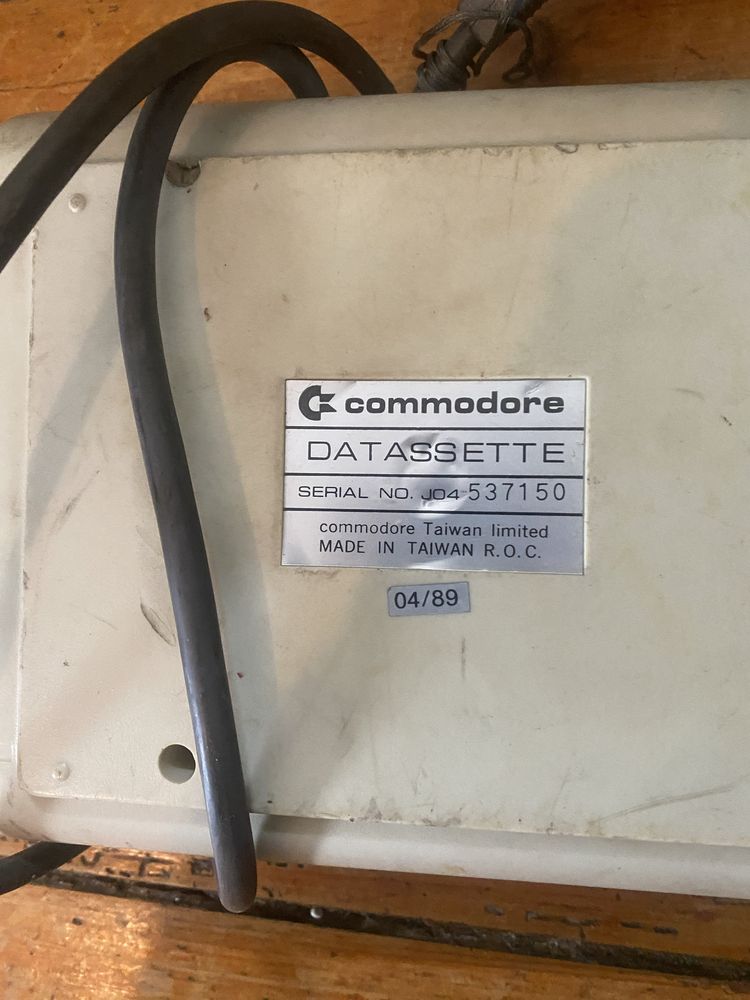 commodore
DATASSETTE
SERIAL NO. J04-537150
commodore Taiwan limited
MADE IN TAIWAN R.O.C.
04/89